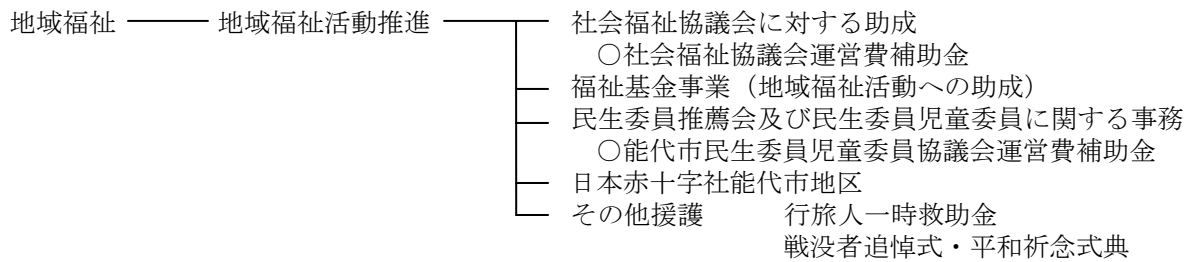 地域福祉 地域福祉活動推進 社会福祉協議会に対する助成
○社会福祉協議会運営費補助金
福祉基金事業（地域福祉活動への助成）
民生委員推薦会及び民生委員児童委員に関する事務
○能代市民生委員児童委員協議会運営費補助金
日本赤十字社能代市地区
その他援護 行旅人一時救助金
戦没者追悼式・平和祈念式典